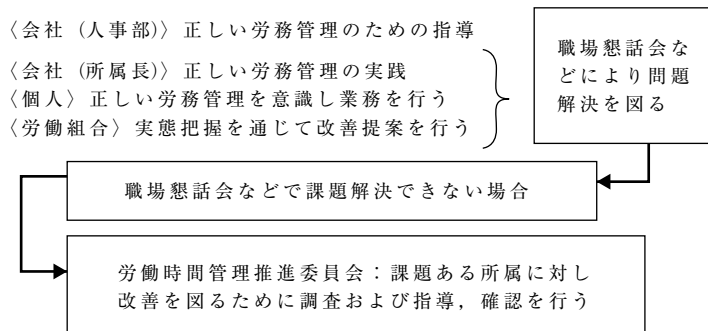 〈会社（人事部）〉正しい労務管理のための指導
〈会社（所属長）〉正しい労務管理の実践
〈個人〉正しい労務管理を意識し業務を行う
〈労働組合〉実態把握を通じて改善提案を行う
職場懇話会な
どにより問題
解決を図る
職場懇話会などで課題解決できない場合
労働時間管理推進委員会：課題ある所属に対し
改善を図るために調査および指導，確認を行う